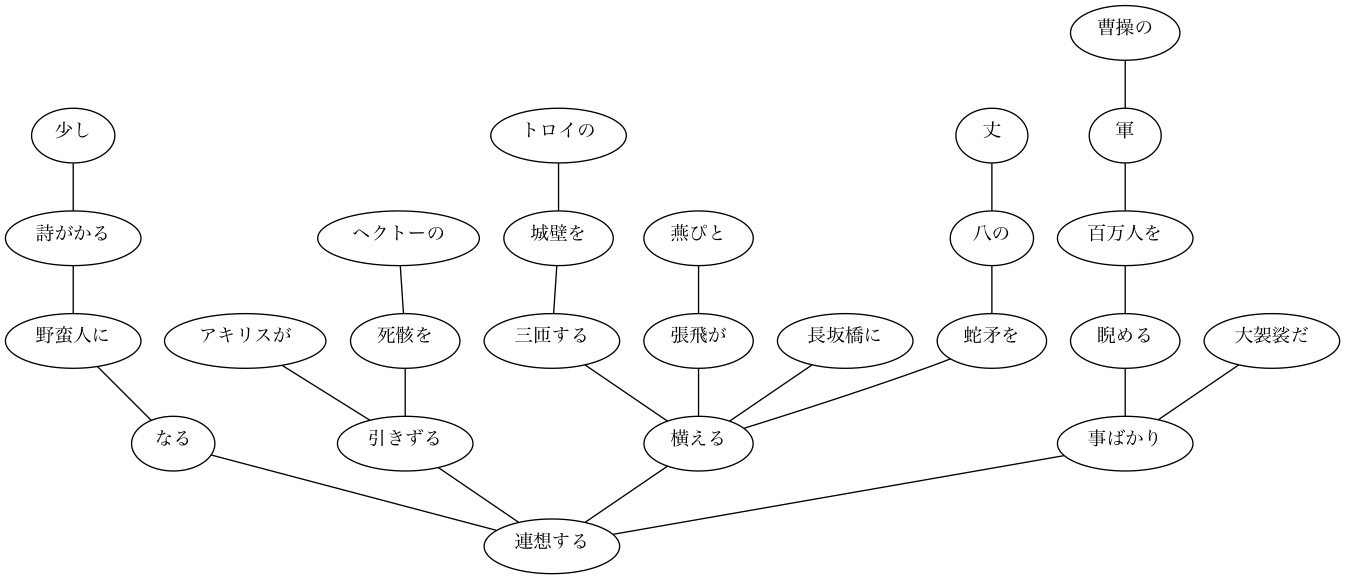 曹操の
少し
トロイの
丈
軍
詩がかる
ヘクトーの
城壁を
燕ぴと
八の
百万人を
野蛮人に
アキリスが
死骸を
三匝する
張飛が
長坂橋に
蛇矛を
睨める
大袈裟だ
なる
引きずる
横える
事ばかり
連想する